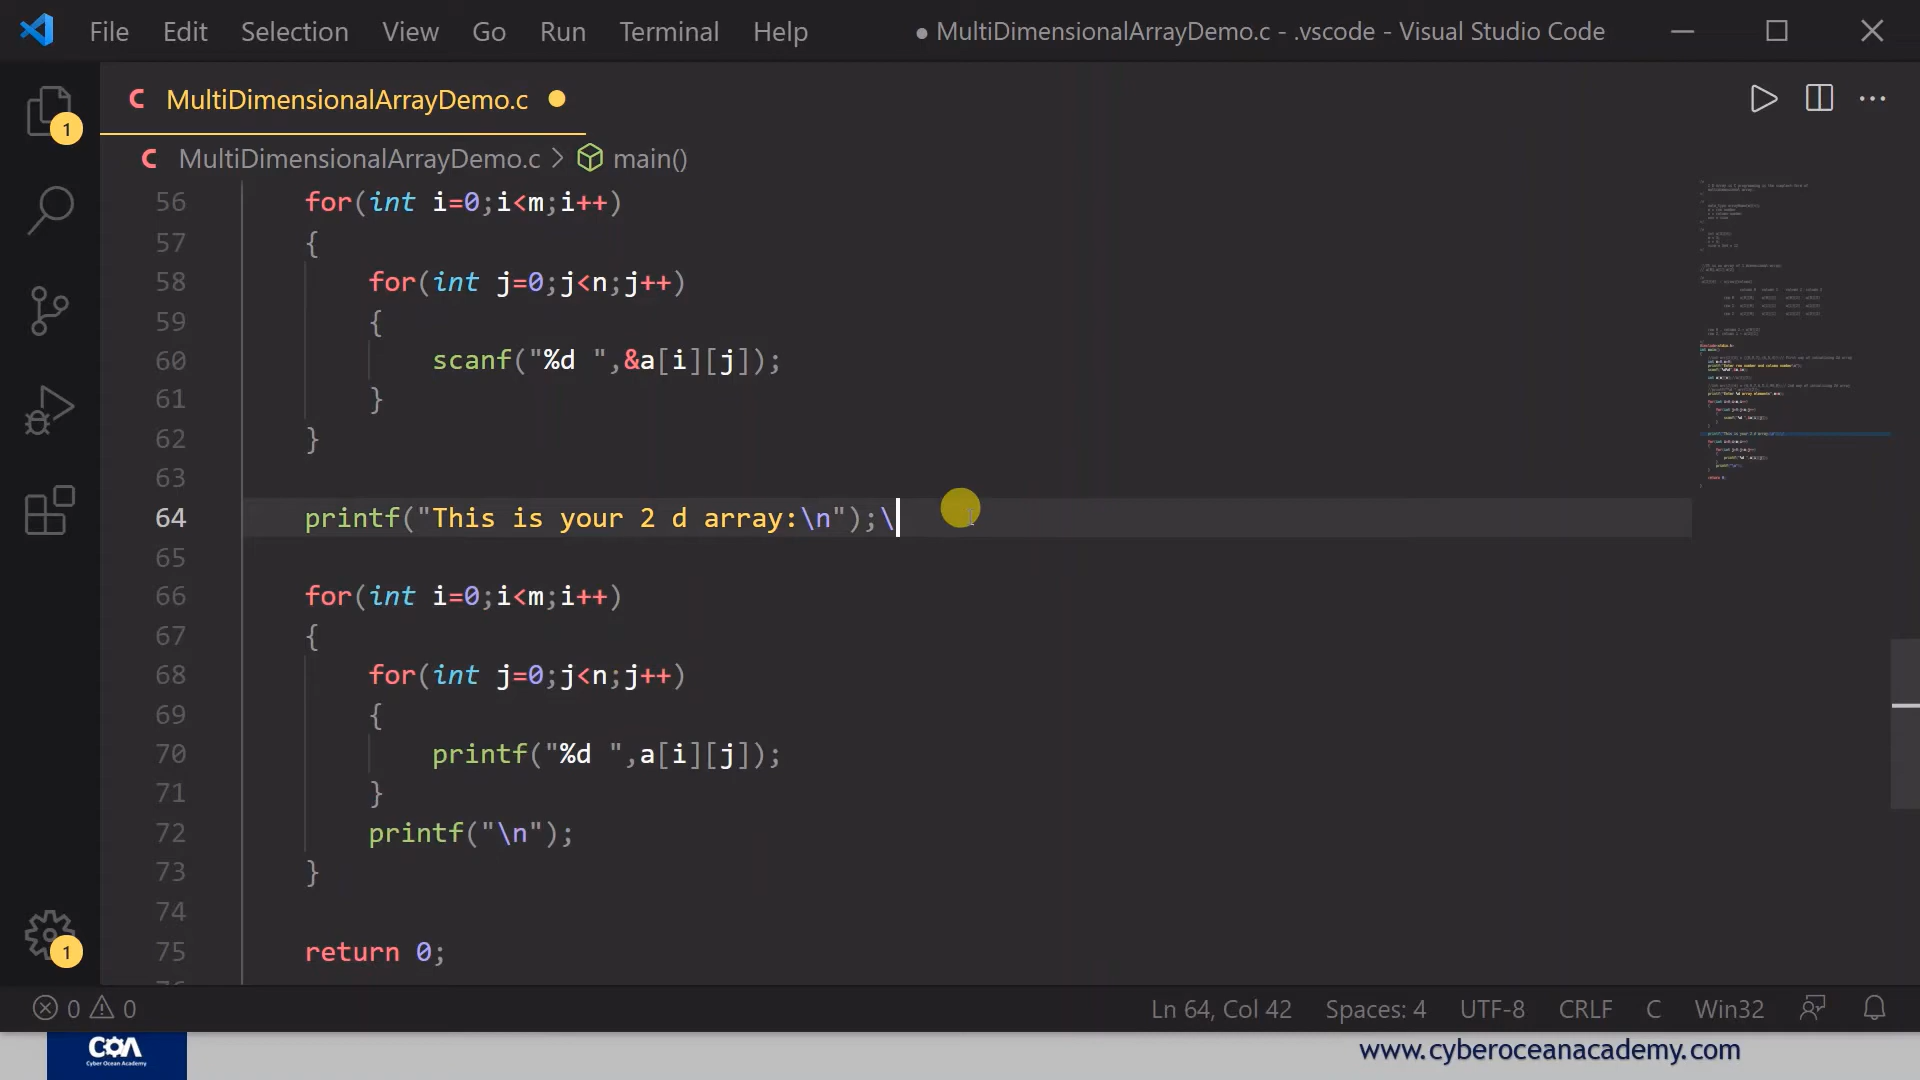 File Edit Selection View Go Run Terminal Help ● MultiDimensionalArrayDemo.c - .vscode - Visual Studio Code
C MultiDimensionalArrayDemo.c
1
C MultiDimensionalArrayDemo.c > main()
56 for(int i=0;i<m;i++)
57 {
58 for(int j=0;j<n;j++)
59 {
60 scanf("%d ",&a[i][j]);
61 }
62 }
63
64 printf("This is your 2 d array:\n");\
65
66 for(int i=0;i<m;i++)
67 {
68 for(int j=0;j<n;j++)
69 {
70 printf("%d ",a[i][j]);
71 }
72 printf("\n");
73 }
74
75 return 0;
1
0 0 Ln 64, Col 42 Spaces: 4 UTF-8 CRLF C Win32
COA
Cyber Ocean Academy
www.cyberoceanacademy.com